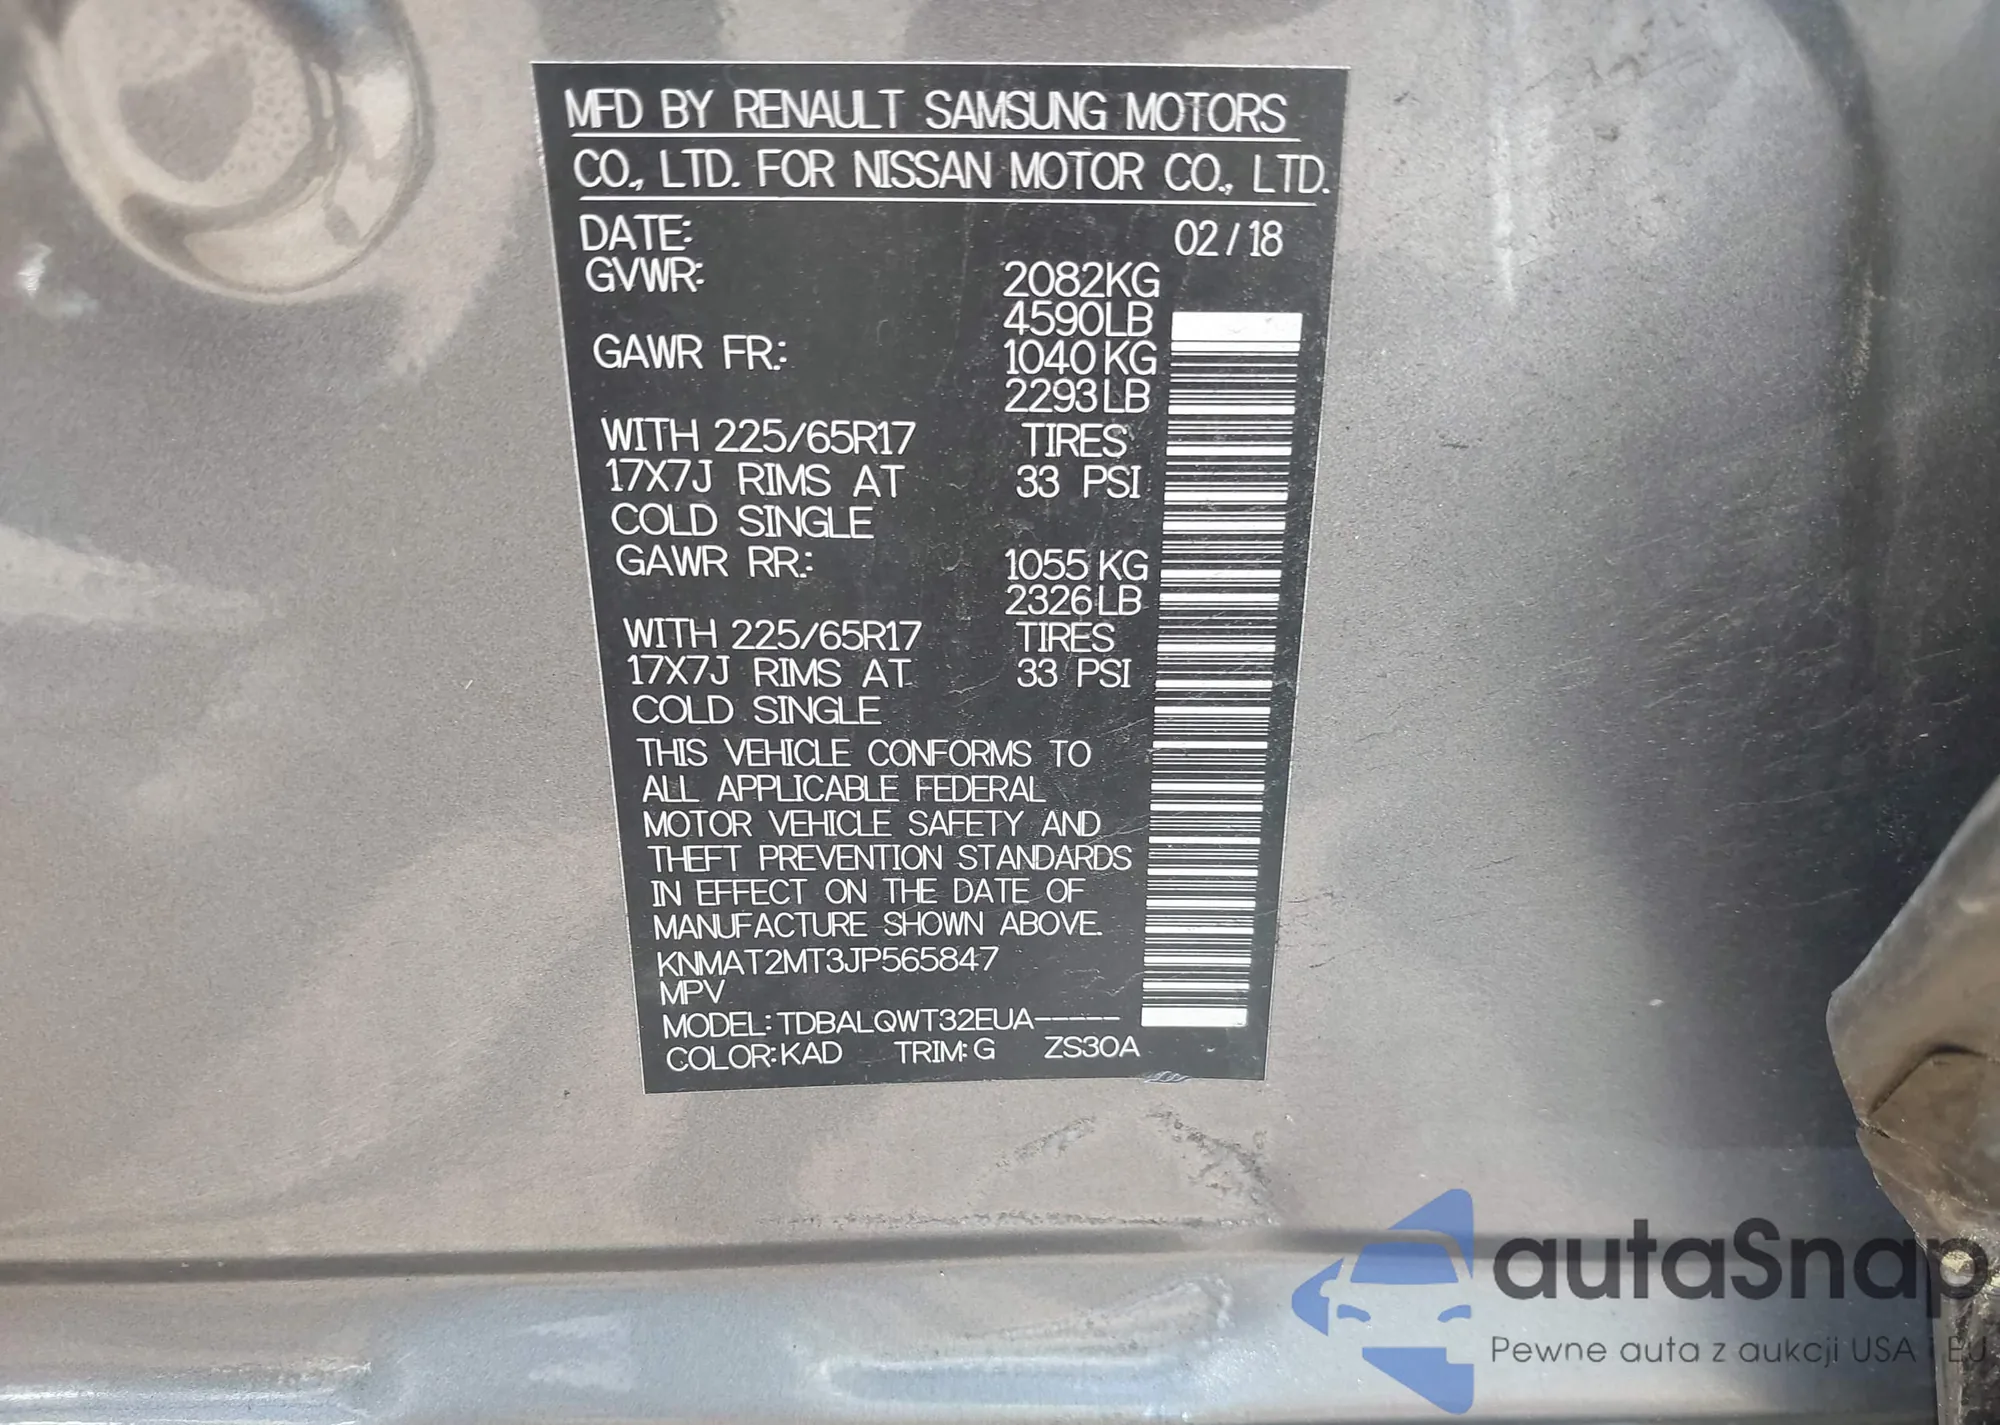 MFD BY RENAULT SAMSUNG MOTORS
CO., LTD. FOR NISSAN MOTOR CO., LTD.
DATE: 02/18
GVWR: 2082KG
4590LB
GAWR FR.: 1040KG
2293LB
WITH 225/65R17 TIRES
17X7J RIMS AT 33 PSI
COLD SINGLE
GAWR RR.: 1055KG
2326LB
WITH 225/65R17 TIRES
17X7J RIMS AT 33 PSI
COLD SINGLE
THIS VEHICLE CONFORMS TO
ALL APPLICABLE FEDERAL
MOTOR VEHICLE SAFETY AND
THEFT PREVENTION STANDARDS
IN EFFECT ON THE DATE OF
MANUFACTURE SHOWN ABOVE.
KNMAT2MT3JP565847
MPV
MODEL: TDBALQWT32EUA-----
COLOR: KAD TRIM: G ZS30A
autaSnap
Pewne auta z aukcji USA i EU